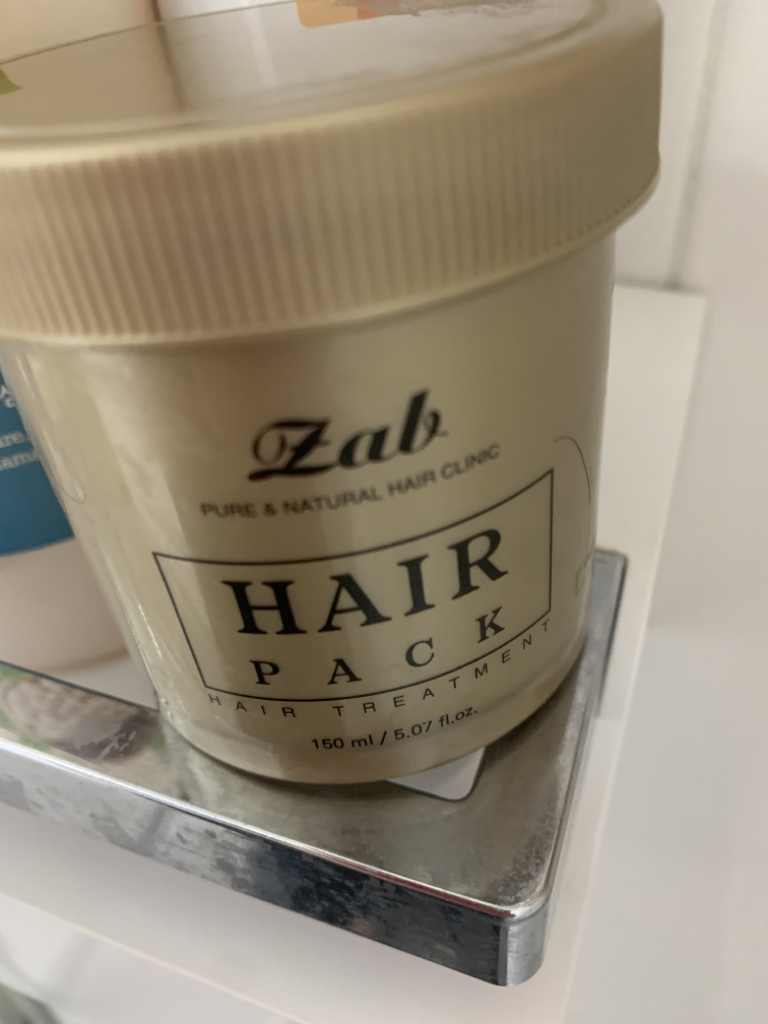 Zab
PURE & NATURAL HAIR CLINIC
HAIR
PACK
HAIR TREATMENT
150 ml / 5.07 fl.oz.